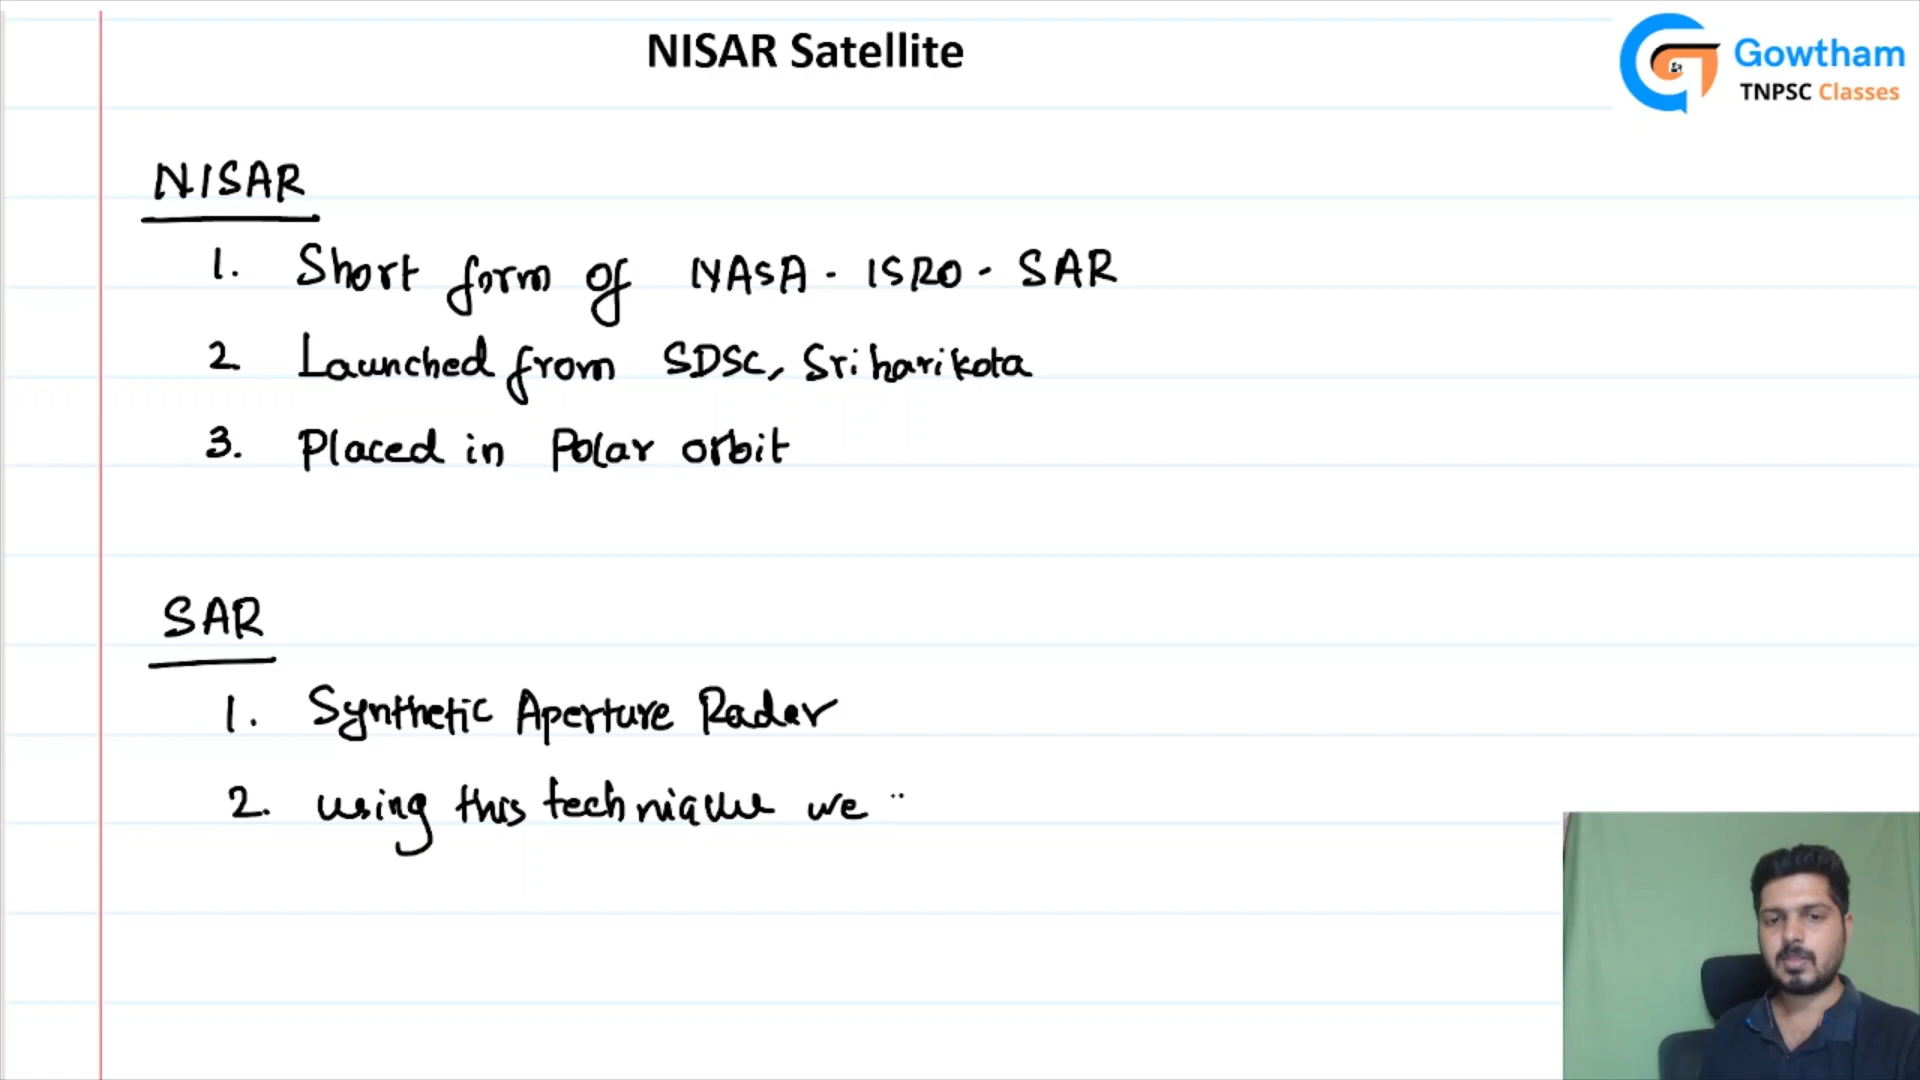 NISAR Satellite
Gowtham
TNPSC Classes
NISAR
1. Short form of NASA - ISRO - SAR
2 Launched from SDSC, Sriharikota
3. Placed in Polar orbit
SAR
1. Synthetic Aperture Radar
2. using this technique we